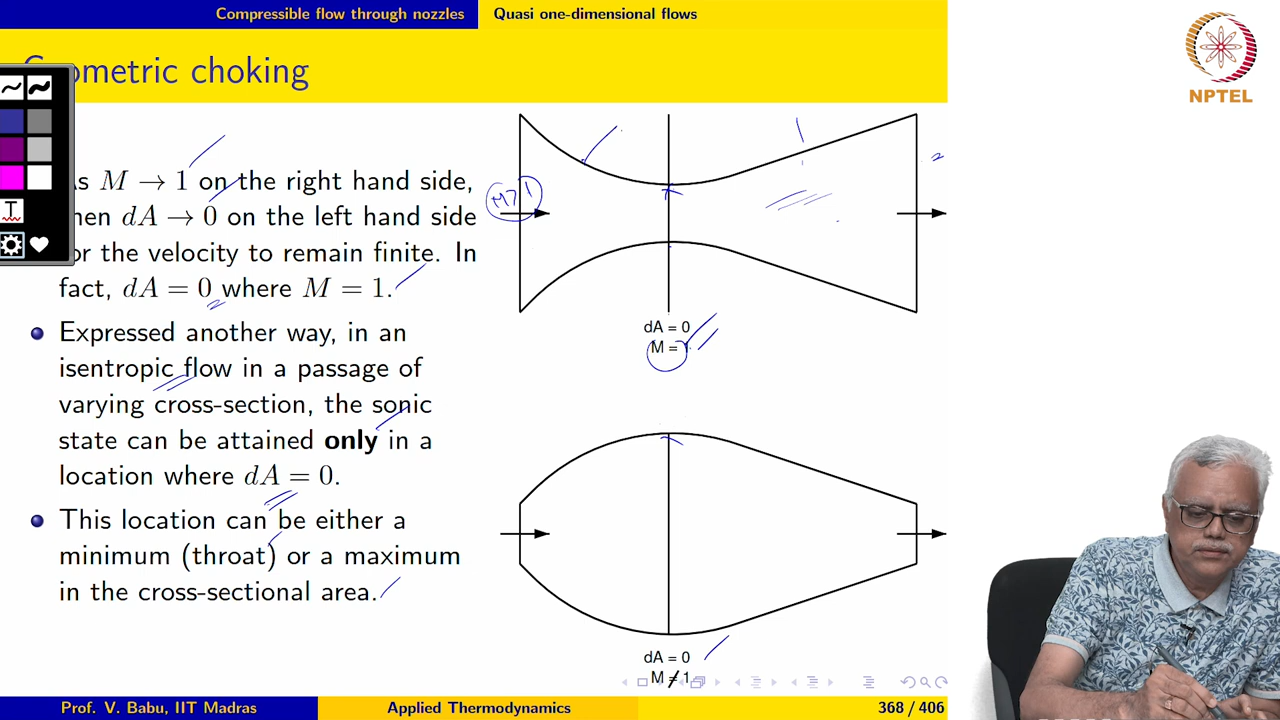 Compressible flow through nozzles Quasi one-dimensional flows
ometric choking
NPTEL
T
As M → 1 on the right hand side,
hen dA → 0 on the left hand side
or the velocity to remain finite. In
fact, dA = 0 where M = 1.
Expressed another way, in an
isentropic flow in a passage of
varying cross-section, the sonic
state can be attained only in a
location where dA = 0.
This location can be either a
minimum (throat) or a maximum
in the cross-sectional area.
M>1
dA = 0
M = 1
dA = 0
M ≠ 1
Prof. V. Babu, IIT Madras Applied Thermodynamics 368 / 406